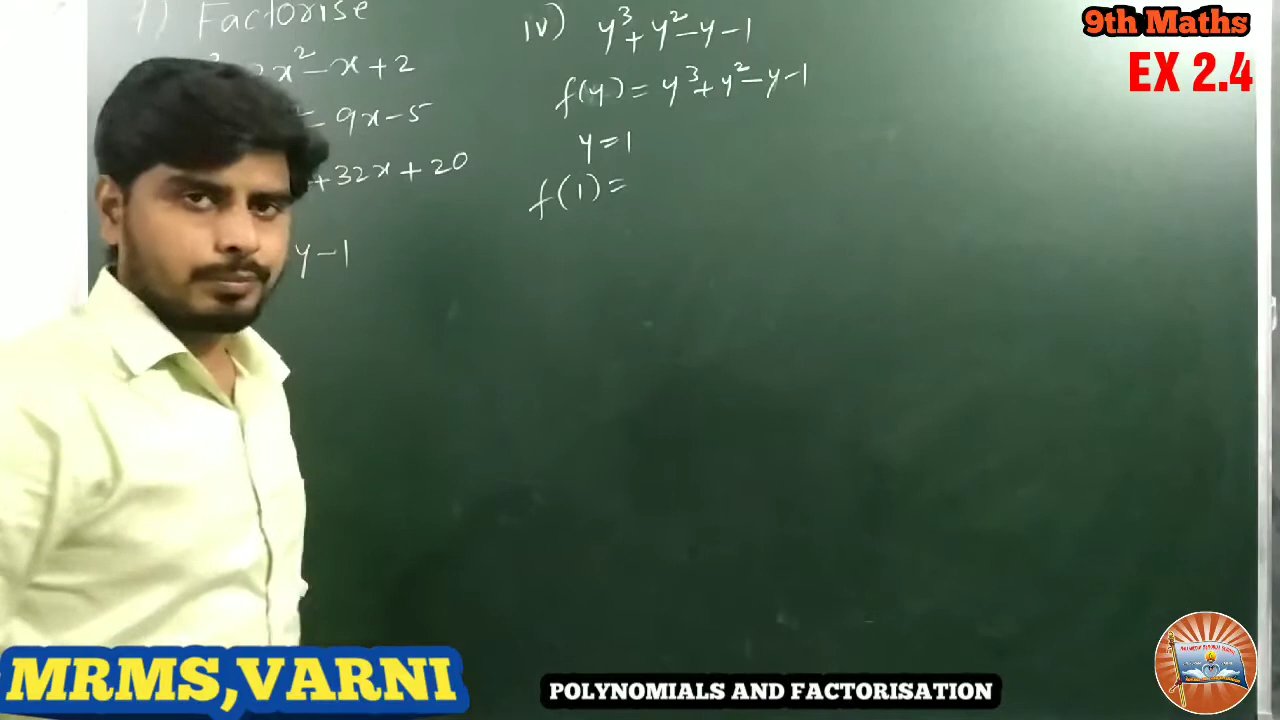 1) Factorise
x² - x + 2
- 9x - 5
+ 32x + 20
y - 1
iv) y³ + y² - y - 1
f(y) = y³ + y² - y - 1
y = 1
f(1) =
9th Maths
EX 2.4
MRMS,VARNI
POLYNOMIALS AND FACTORISATION